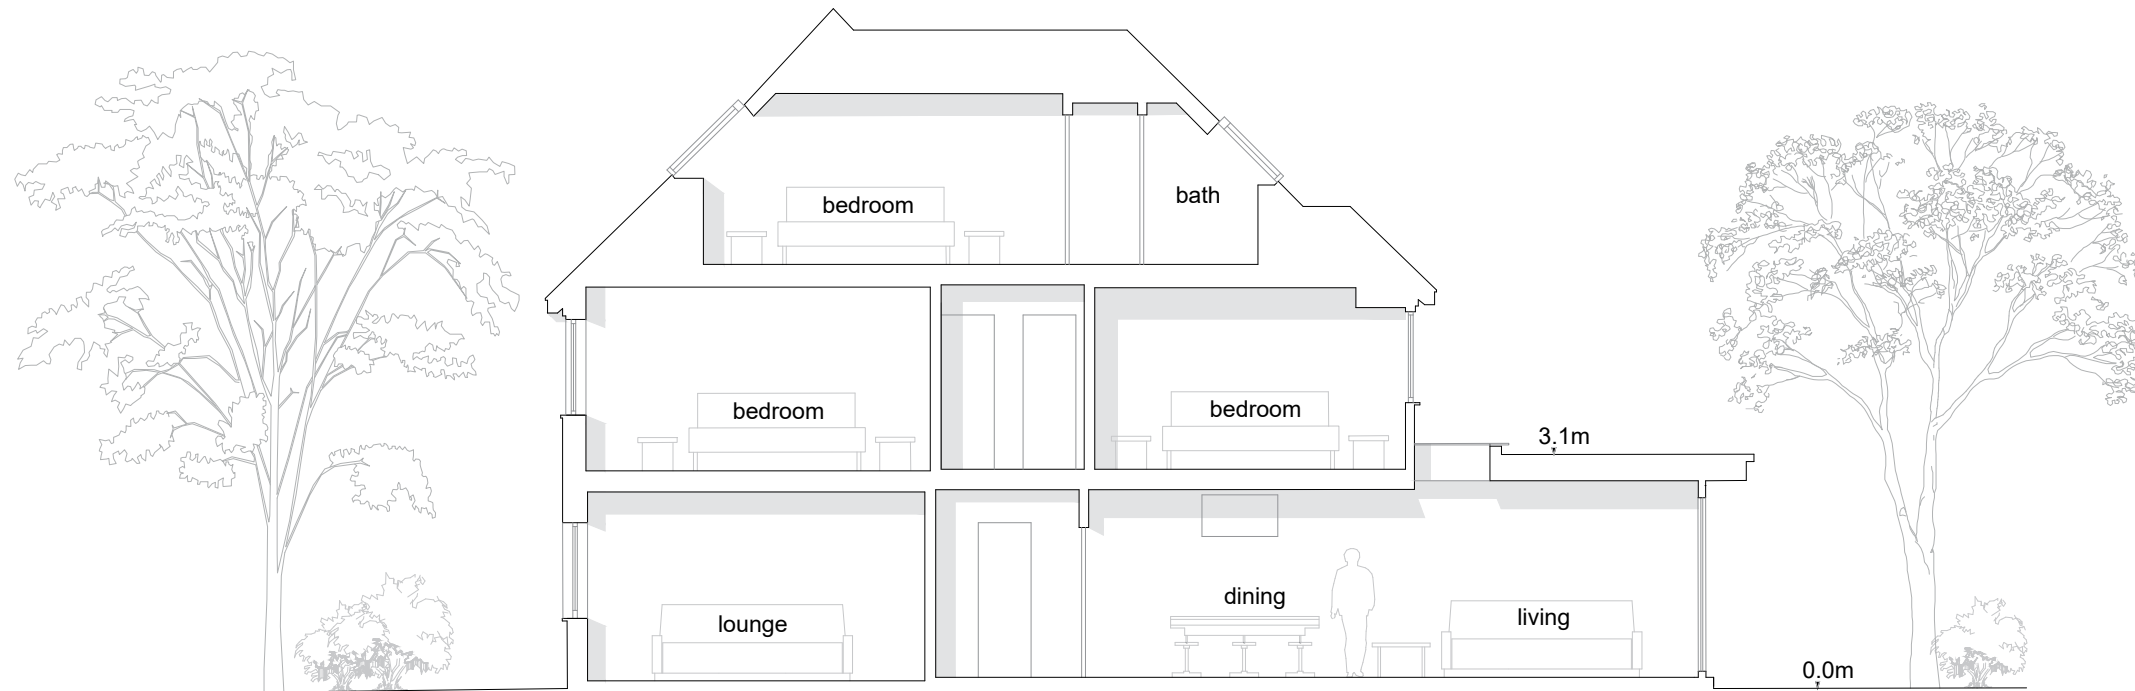 bedroom
bath
bedroom
bedroom
3.1m
dining
lounge
living
0.0m